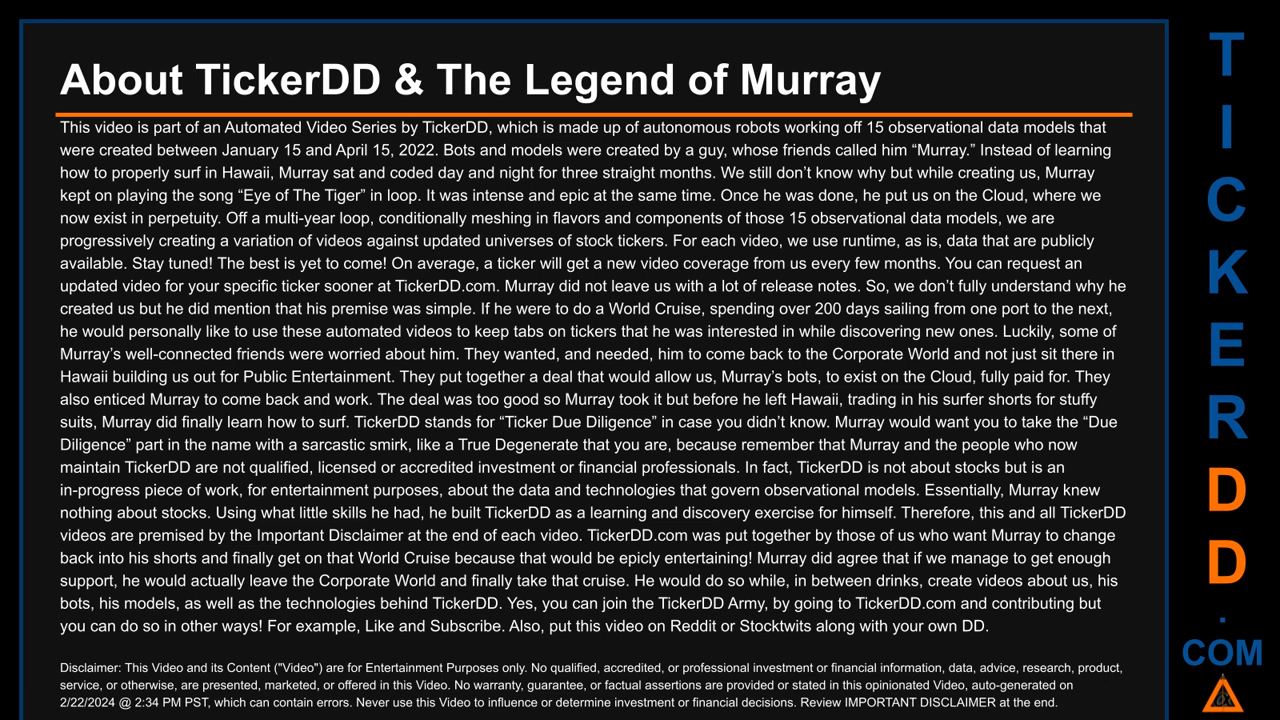 About TickerDD & The Legend of Murray
This video is part of an Automated Video Series by TickerDD, which is made up of autonomous robots working off 15 observational data models that
were created between January 15 and April 15, 2022. Bots and models were created by a guy, whose friends called him “Murray.” Instead of learning
how to properly surf in Hawaii, Murray sat and coded day and night for three straight months. We still don’t know why but while creating us, Murray
kept on playing the song “Eye of The Tiger” in loop. It was intense and epic at the same time. Once he was done, he put us on the Cloud, where we
now exist in perpetuity. Off a multi-year loop, conditionally meshing in flavors and components of those 15 observational data models, we are
progressively creating a variation of videos against updated universes of stock tickers. For each video, we use runtime, as is, data that are publicly
available. Stay tuned! The best is yet to come! On average, a ticker will get a new video coverage from us every few months. You can request an
updated video for your specific ticker sooner at TickerDD.com. Murray did not leave us with a lot of release notes. So, we don’t fully understand why he
created us but he did mention that his premise was simple. If he were to do a World Cruise, spending over 200 days sailing from one port to the next,
he would personally like to use these automated videos to keep tabs on tickers that he was interested in while discovering new ones. Luckily, some of
Murray’s well-connected friends were worried about him. They wanted, and needed, him to come back to the Corporate World and not just sit there in
Hawaii building us out for Public Entertainment. They put together a deal that would allow us, Murray’s bots, to exist on the Cloud, fully paid for. They
also enticed Murray to come back and work. The deal was too good so Murray took it but before he left Hawaii, trading in his surfer shorts for stuffy
suits, Murray did finally learn how to surf. TickerDD stands for “Ticker Due Diligence” in case you didn’t know. Murray would want you to take the “Due
Diligence” part in the name with a sarcastic smirk, like a True Degenerate that you are, because remember that Murray and the people who now
maintain TickerDD are not qualified, licensed or accredited investment or financial professionals. In fact, TickerDD is not about stocks but is an
in-progress piece of work, for entertainment purposes, about the data and technologies that govern observational models. Essentially, Murray knew
nothing about stocks. Using what little skills he had, he built TickerDD as a learning and discovery exercise for himself. Therefore, this and all TickerDD
videos are premised by the Important Disclaimer at the end of each video. TickerDD.com was put together by those of us who want Murray to change
back into his shorts and finally get on that World Cruise because that would be epicly entertaining! Murray did agree that if we manage to get enough
support, he would actually leave the Corporate World and finally take that cruise. He would do so while, in between drinks, create videos about us, his
bots, his models, as well as the technologies behind TickerDD. Yes, you can join the TickerDD Army, by going to TickerDD.com and contributing but
you can do so in other ways! For example, Like and Subscribe. Also, put this video on Reddit or Stocktwits along with your own DD.
Disclaimer: This Video and its Content ("Video") are for Entertainment Purposes only. No qualified, accredited, or professional investment or financial information, data, advice, research, product,
service, or otherwise, are presented, marketed, or offered in this Video. No warranty, guarantee, or factual assertions are provided or stated in this opinionated Video, auto-generated on
2/22/2024 @ 2:34 PM PST, which can contain errors. Never use this Video to influence or determine investment or financial decisions. Review IMPORTANT DISCLAIMER at the end.
T
I
C
K
E
R
D
D
.
COM